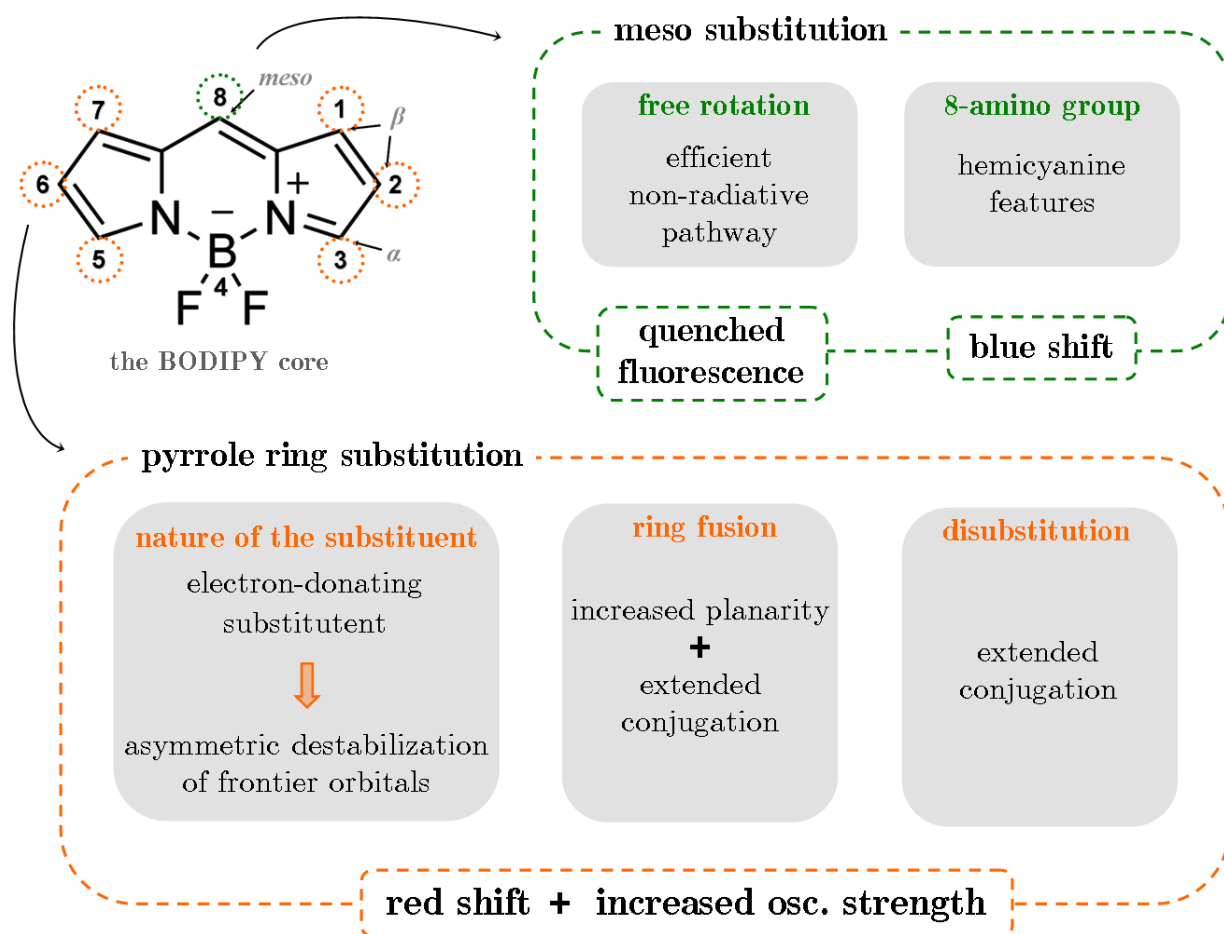 meso substitution
meso
8
7
1
β
free rotation
8-amino group
efficient
non-radiative
pathway
hemicyanine
features
6
+
2
N
−
N
B
5
4
3
α
F
F
the BODIPY core
quenched
fluorescence
blue shift
pyrrole ring substitution
nature of the substituent
electron-donating
substitutent
asymmetric destabilization
of frontier orbitals
ring fusion
increased planarity
+
extended
conjugation
disubstitution
extended
conjugation
red shift + increased osc. strength